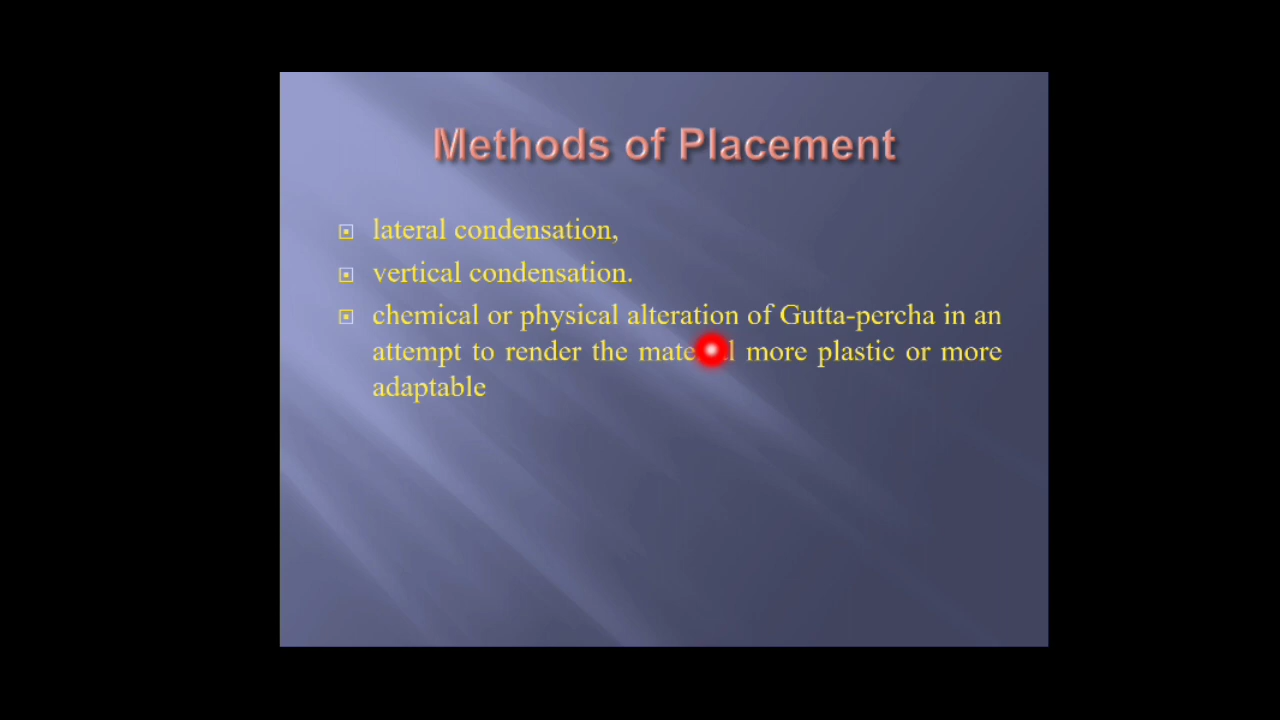 Methods of Placement
lateral condensation,
vertical condensation.
chemical or physical alteration of Gutta-percha in an
attempt to render the material more plastic or more
adaptable